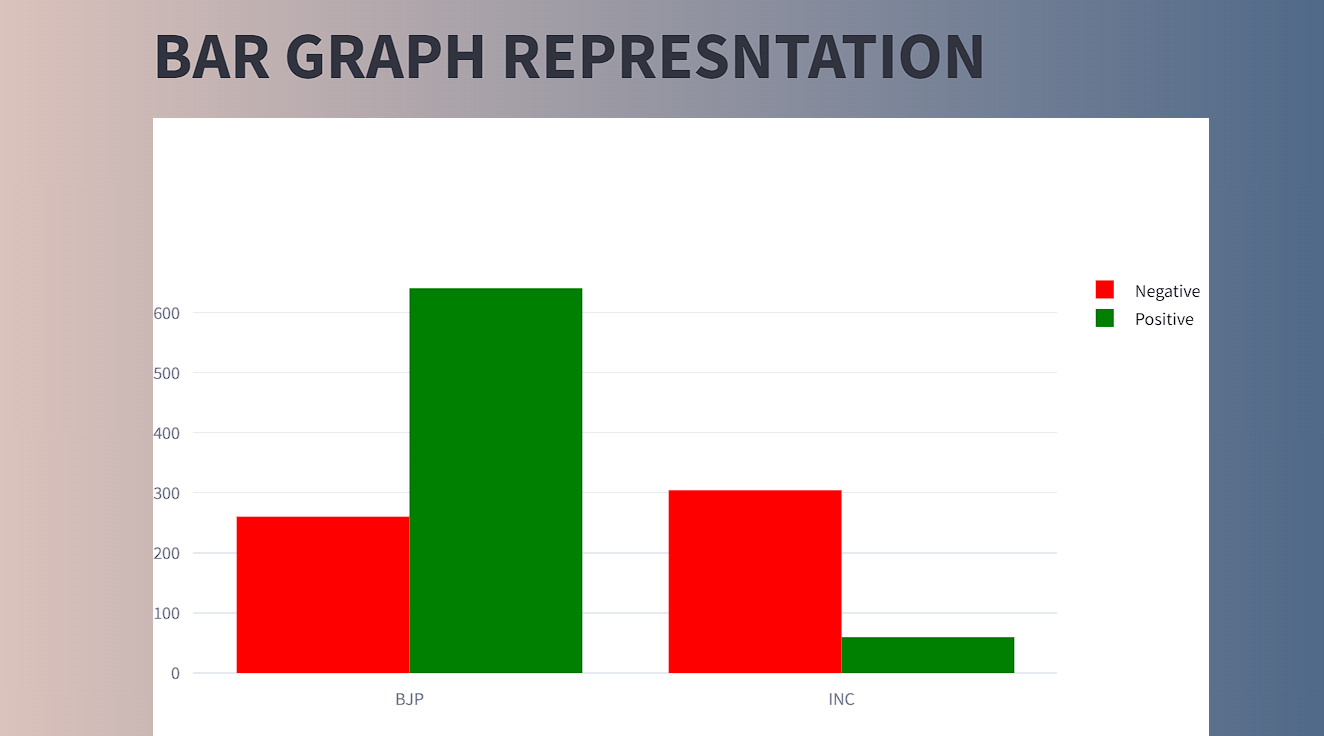 BAR GRAPH REPRESNTATION
Negative
Positive
600
500
400
300
200
100
0
BJP INC